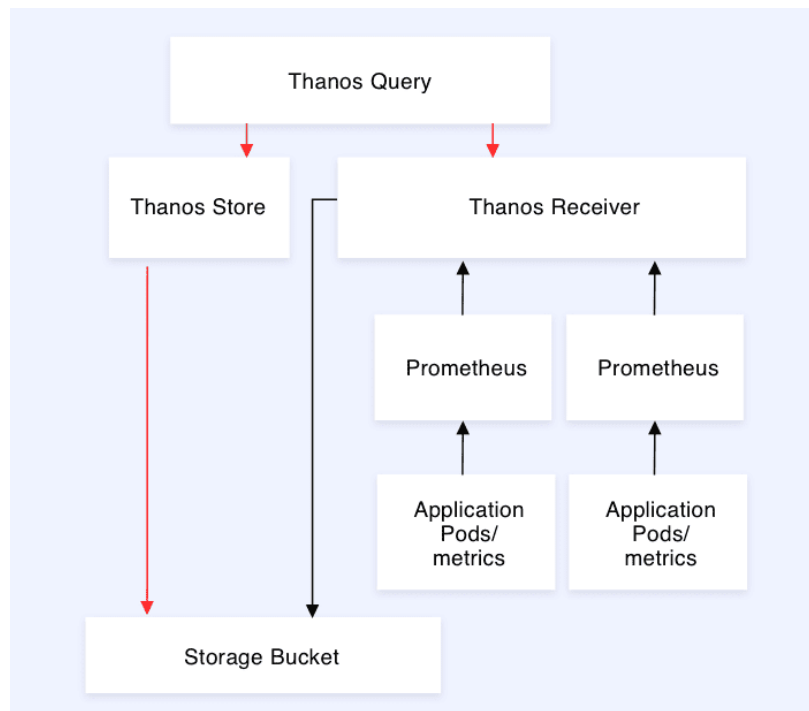 Thanos Query
Thanos Store
Thanos Receiver
Prometheus
Prometheus
Application
Pods/
metrics
Application
Pods/
metrics
Storage Bucket